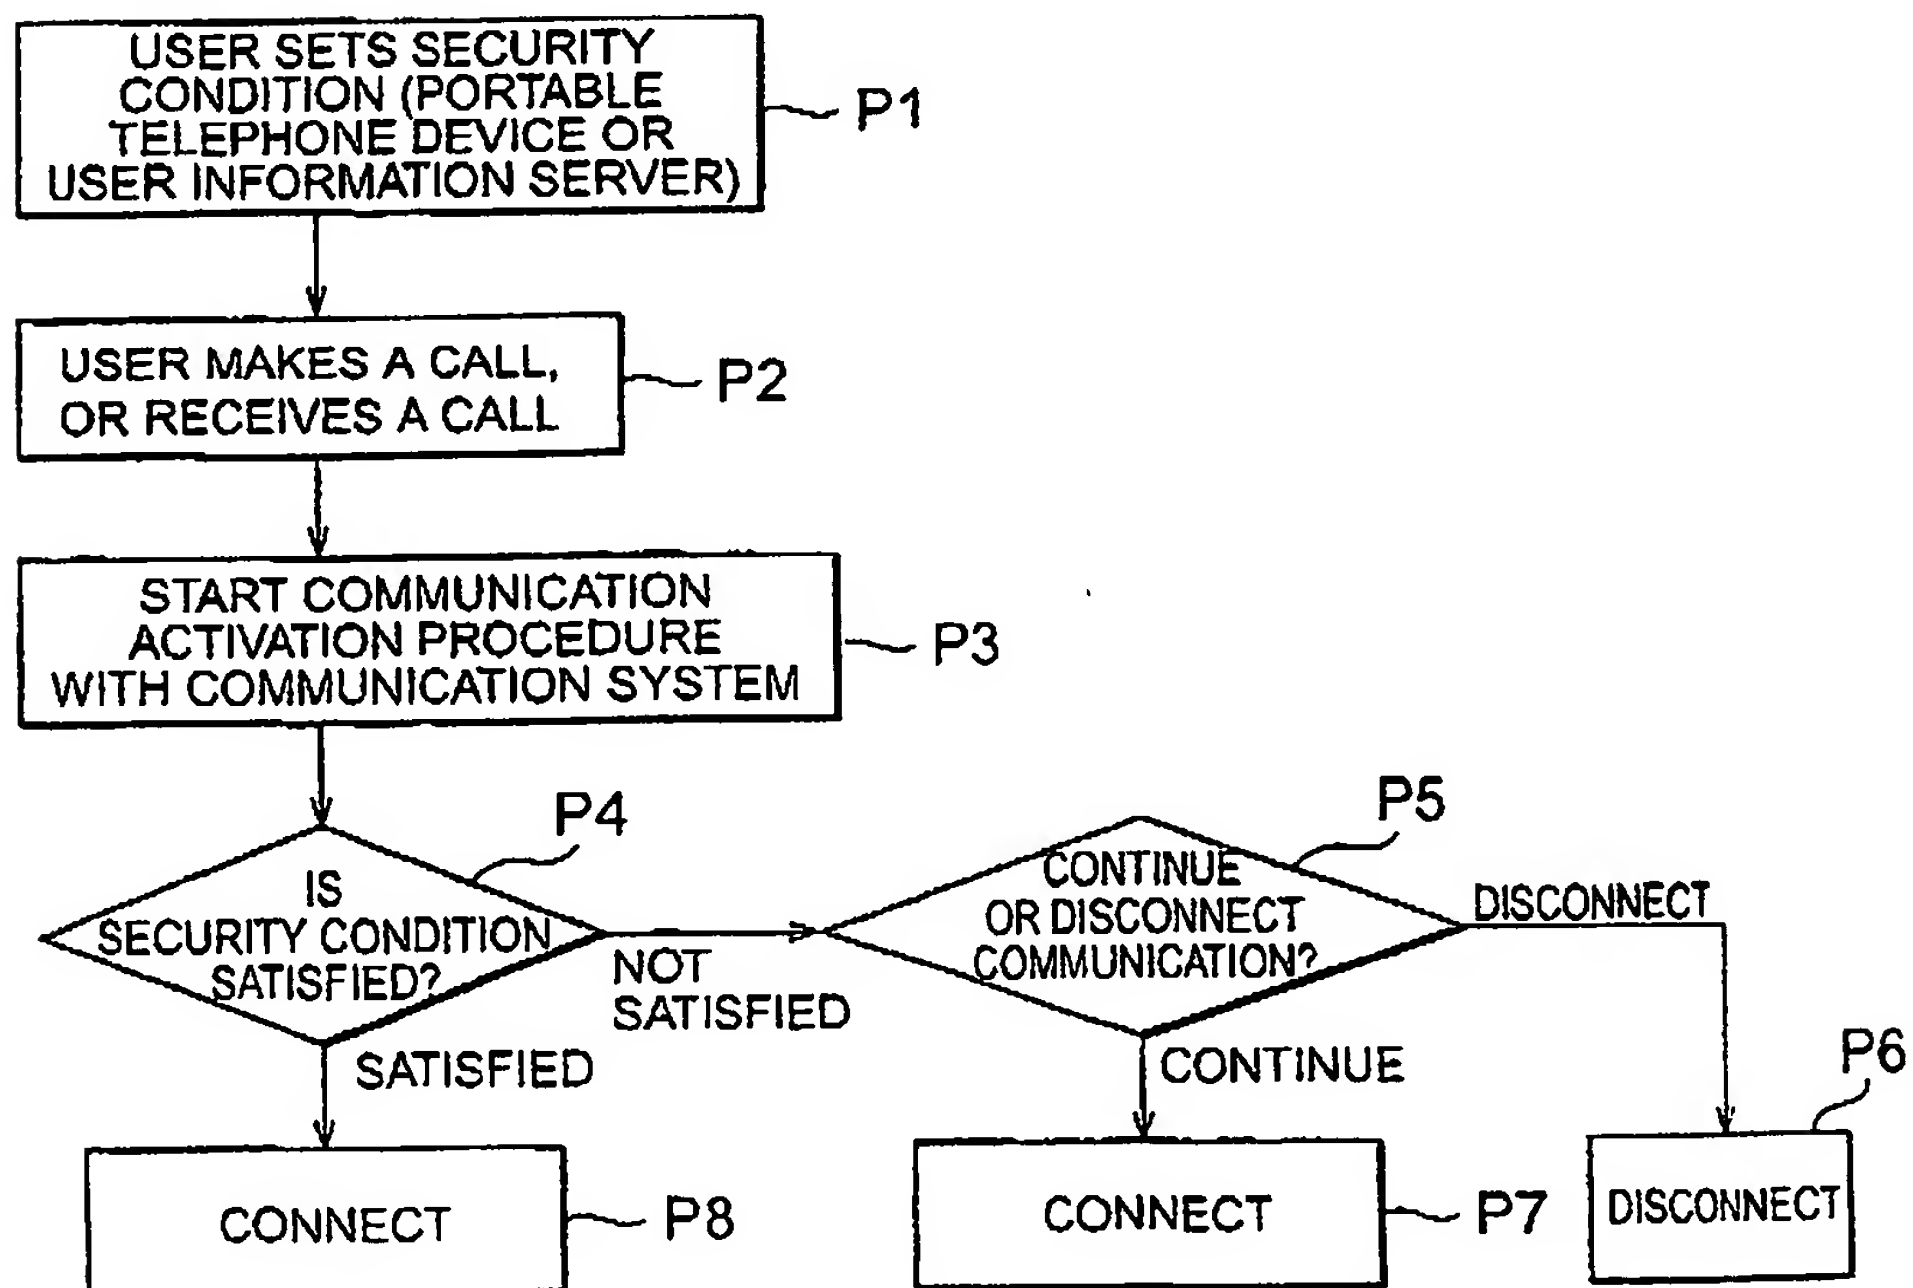 USER SETS SECURITY
CONDITION (PORTABLE
TELEPHONE DEVICE OR
USER INFORMATION SERVER)
P1
USER MAKES A CALL,
OR RECEIVES A CALL
P2
START COMMUNICATION
ACTIVATION PROCEDURE
WITH COMMUNICATION SYSTEM
P3
P4
IS
SECURITY CONDITION
SATISFIED?
NOT
SATISFIED
SATISFIED
P5
CONTINUE
OR DISCONNECT
COMMUNICATION?
DISCONNECT
CONTINUE
P6
CONNECT
P8
CONNECT
P7
DISCONNECT